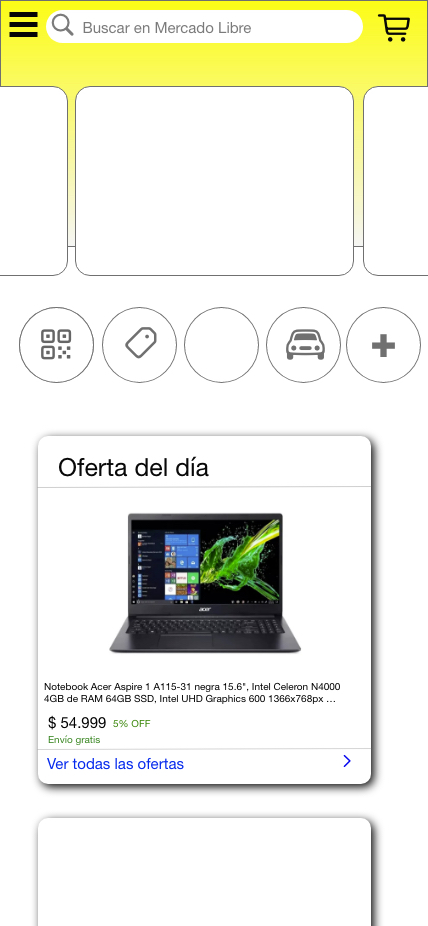 Buscar en Mercado Libre
Oferta del día
acer
Notebook Acer Aspire 1 A115-31 negra 15.6", Intel Celeron N4000
4GB de RAM 64GB SSD, Intel UHD Graphics 600 1366x768px ...
$ 54.999 5% OFF
Envío gratis
Ver todas las ofertas